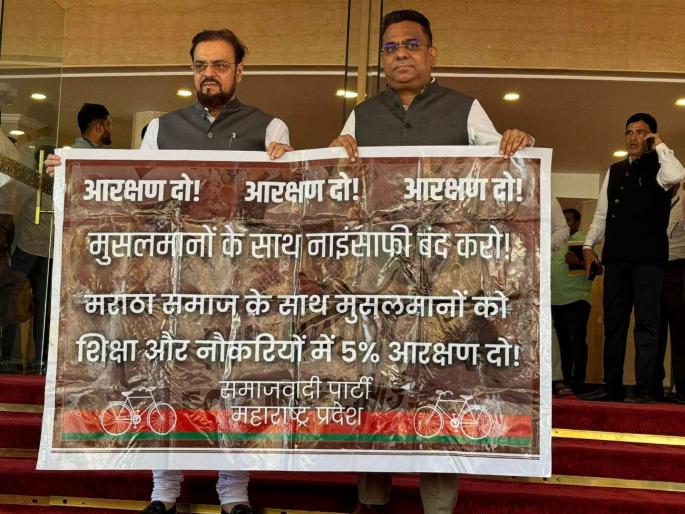 आरक्षण दो! आरक्षण दो! आरक्षण दो!
मुसलमानों के साथ नाइंसाफी बंद करो!
मराठा समाज के साथ मुसलमानों को
शिक्षा और नौकरियों में 5% आरक्षण दो!
समाजवादी पार्टी
महाराष्ट्र प्रदेश